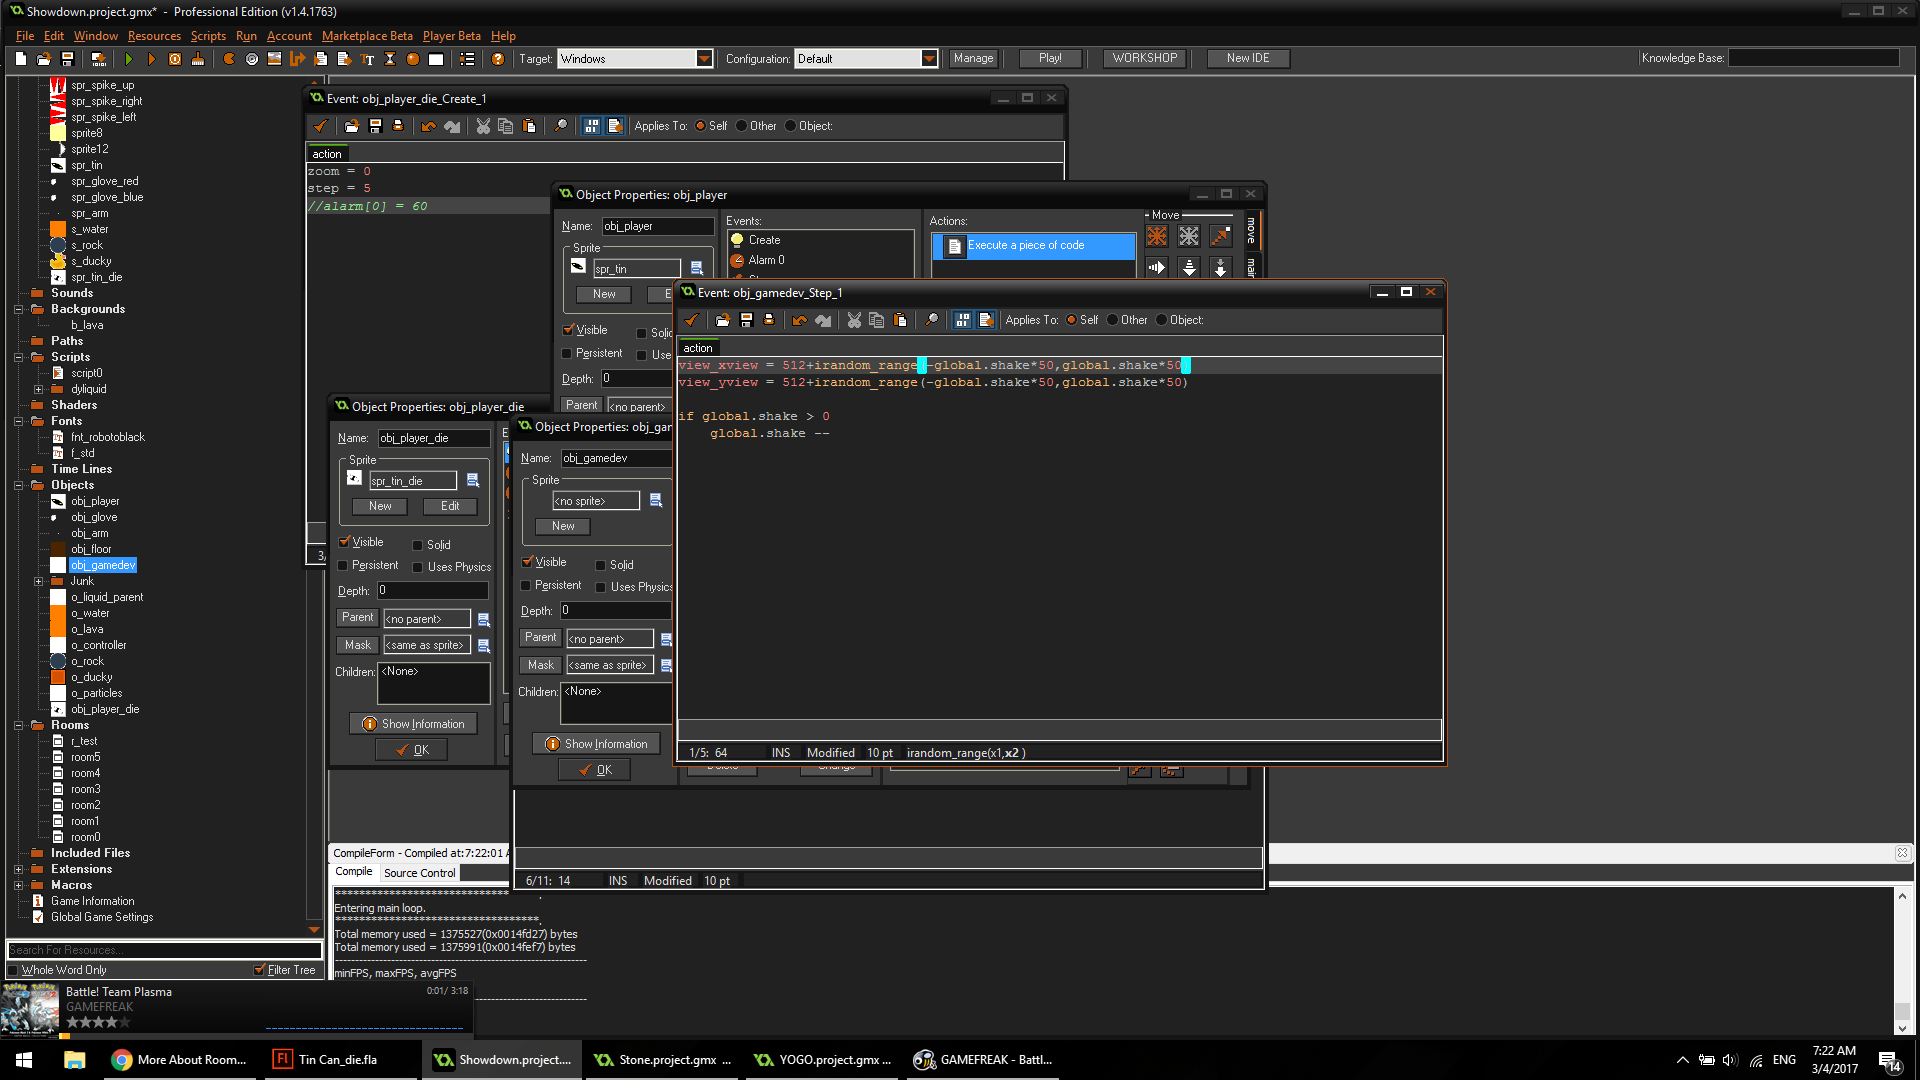 Showdown.project.gmx* - Professional Edition (v1.4.1763)
File Edit Window Resources Scripts Run Account Marketplace Beta Player Beta Help
Target: Windows Configuration: Default Manage Play! WORKSHOP New IDE Knowledge Base:
spr_spike_up
spr_spike_right
spr_spike_left
sprite8
sprite12
spr_tin
spr_glove_red
spr_glove_blue
spr_arm
s_water
s_rock
s_ducky
spr_tin_die
Sounds
Backgrounds
b_lava
Paths
Scripts
script0
dyliquid
Shaders
Fonts
fnt_robotoblack
f_std
Time Lines
Objects
obj_player
obj_glove
obj_arm
obj_floor
obj_gamedev
Junk
o_liquid_parent
o_water
o_lava
o_controller
o_rock
o_ducky
o_particles
obj_player_die
Rooms
r_test
room5
room4
room3
room2
room1
room0
Included Files
Extensions
Macros
Game Information
Global Game Settings
Search For Resources...
Whole Word Only Filter Tree
Event: obj_player_die_Create_1
Applies To: Self Other Object:
action
zoom = 0
step = 5
//alarm[0] = 60
3/
Object Properties: obj_player
Name: obj_player
Sprite
spr_tin
New
Visible
Persistent
Depth: 0
Parent <no parent>
Events:
Create
Alarm 0
Actions:
Execute a piece of code
Move
move
Object Properties: obj_player_die
Name: obj_player_die
Sprite
spr_tin_die
New Edit
Visible Solid
Persistent Uses Physics
Depth: 0
Parent <no parent>
Mask <same as sprite>
Children: <None>
Show Information
OK
Name: obj_gamedev
Sprite
<no sprite>
New
Visible Solid
Persistent
Depth: 0
Parent <no parent>
Mask <same as sprite>
Children: <None>
Show Information
OK
Event: obj_gamedev_Step_1
Applies To: Self Other Object:
action
view_xview = 512+irandom_range(-global.shake*50,global.shake*50)
view_yview = 512+irandom_range(-global.shake*50,global.shake*50)
if global.shake > 0
global.shake --
1/5: 64 INS Modified 10 pt irandom_range(x1,x2 )
6/11: 14 INS Modified 10 pt
CompileForm - Compiled at:7:22:01
Compile Source Control
***********************************.
Entering main loop.
***********************************.
Total memory used = 1375527(0x0014fd27) bytes
Total memory used = 1375991(0x0014fef7) bytes
minFPS, maxFPS, avgFPS
Battle! Team Plasma 0:01/ 3:18
GAMEFREAK
More About Room... Tin Can_die.fla Showdown.project.... Stone.project.gmx ... YOGO.project.gmx ... GAMEFREAK - Battl... ENG
7:22 AM
3/4/2017
14